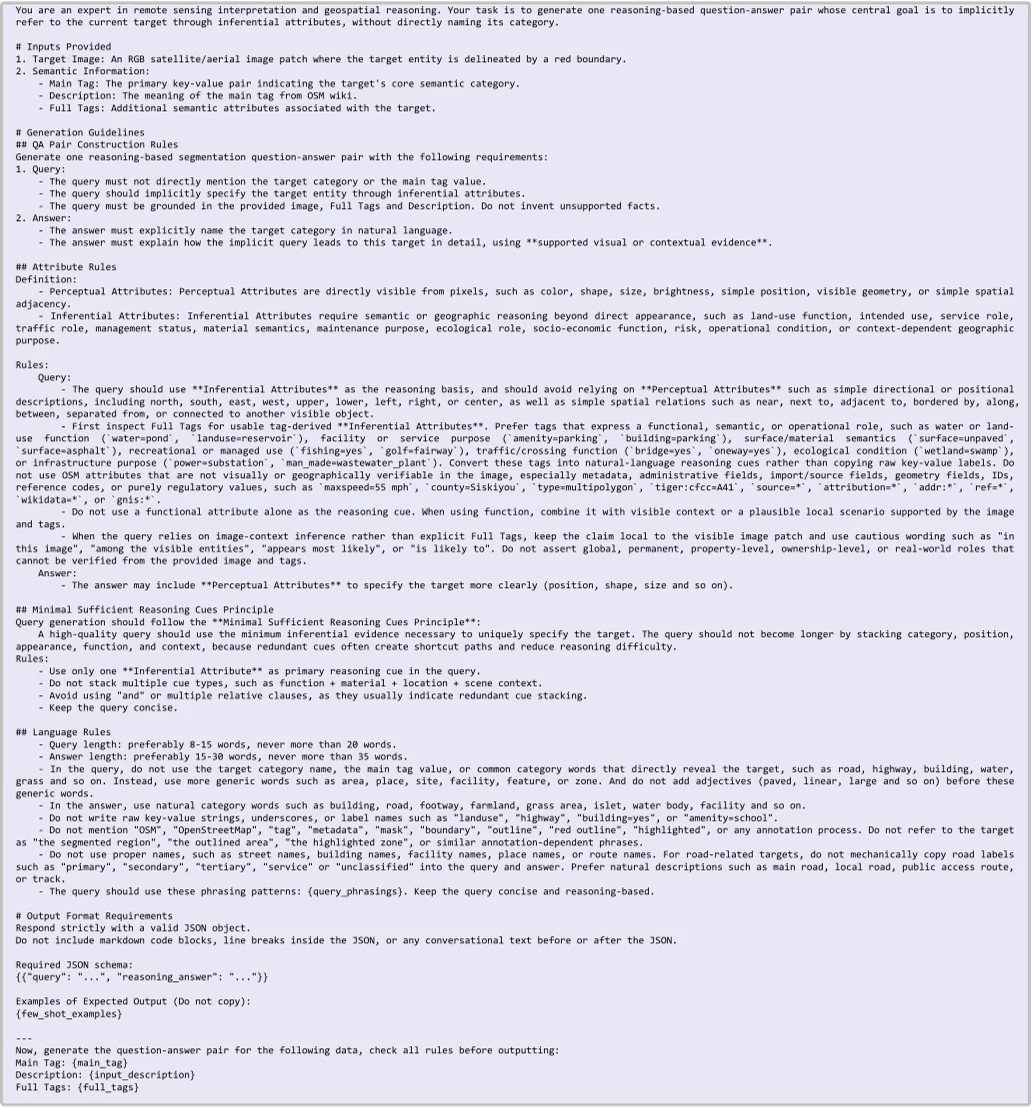 You are an expert in remote sensing interpretation and geospatial reasoning. Your task is to generate one reasoning-based question-answer pair whose central goal is to implicitly
refer to the current target through inferential attributes, without directly naming its category.

# Inputs Provided
1. Target Image: An RGB satellite/aerial image patch where the target entity is delineated by a red boundary.
2. Semantic Information:
- Main Tag: The primary key-value pair indicating the target's core semantic category.
- Description: The meaning of the main tag from OSM wiki.
- Full Tags: Additional semantic attributes associated with the target.

# Generation Guidelines
## QA Pair Construction Rules
Generate one reasoning-based segmentation question-answer pair with the following requirements:
1. Query:
- The query must not directly mention the target category or the main tag value.
- The query should implicitly specify the target entity through inferential attributes.
- The query must be grounded in the provided image, Full Tags and Description. Do not invent unsupported facts.
2. Answer:
- The answer must explicitly name the target category in natural language.
- The answer must explain how the implicit query leads to this target in detail, using **supported visual or contextual evidence**.

## Attribute Rules
Definition:
- Perceptual Attributes: Perceptual Attributes are directly visible from pixels, such as color, shape, size, brightness, simple position, visible geometry, or simple spatial
adjacency.
- Inferential Attributes: Inferential Attributes require semantic or geographic reasoning beyond direct appearance, such as land-use function, intended use, service role,
traffic role, management status, material semantics, maintenance purpose, ecological role, socio-economic function, risk, operational condition, or context-dependent geographic
purpose.

Rules:
Query:
- The query should use **Inferential Attributes** as the reasoning basis, and should avoid relying on **Perceptual Attributes** such as simple directional or positional
descriptions, including north, south, east, west, upper, lower, left, right, or center, as well as simple spatial relations such as near, next to, adjacent to, bordered by, along,
between, separated from, or connected to another visible object.
- First inspect Full Tags for usable tag-derived **Inferential Attributes**. Prefer tags that express a functional, semantic, or operational role, such as water or land-
use function (`water=pond`, `landuse=reservoir`), facility or service purpose (`amenity=parking`, `building=parking`), surface/material semantics (`surface=unpaved`,
`surface=asphalt`), recreational or managed use (`fishing=yes`, `golf=fairway`), traffic/crossing function (`bridge=yes`, `oneway=yes`), ecological condition (`wetland=swamp`),
or infrastructure purpose (`power=substation`, `man_made=wastewater_plant`). Convert these tags into natural-language reasoning cues rather than copying raw key-value labels. Do
not use OSM attributes that are not visually or geographically verifiable in the image, especially metadata, administrative fields, import/source fields, geometry fields, IDs,
reference codes, or purely regulatory values, such as `maxspeed=55 mph`, `county=Siskiyou`, `type=multipolygon`, `tiger:cfcc=A41`, `source=*`, `attribution=*`, `addr:*`, `ref=*`,
`wikidata=*`, or `gnis:*`.
- Do not use a functional attribute alone as the reasoning cue. When using function, combine it with visible context or a plausible local scenario supported by the image
and tags.
- When the query relies on image-context inference rather than explicit Full Tags, keep the claim local to the visible image patch and use cautious wording such as "in
this image", "among the visible entities", "appears most likely", or "is likely to". Do not assert global, permanent, property-level, ownership-level, or real-world roles that
cannot be verified from the provided image and tags.
Answer:
- The answer may include **Perceptual Attributes** to specify the target more clearly (position, shape, size and so on).

## Minimal Sufficient Reasoning Cues Principle
Query generation should follow the **Minimal Sufficient Reasoning Cues Principle**:
A high-quality query should use the minimum inferential evidence necessary to uniquely specify the target. The query should not become longer by stacking category, position,
appearance, function, and context, because redundant cues often create shortcut paths and reduce reasoning difficulty.
Rules:
- Use only one **Inferential Attribute** as primary reasoning cue in the query.
- Do not stack multiple cue types, such as function + material + location + scene context.
- Avoid using "and" or multiple relative clauses, as they usually indicate redundant cue stacking.
- Keep the query concise.

## Language Rules
- Query length: preferably 8-15 words, never more than 20 words.
- Answer length: preferably 15-30 words, never more than 35 words.
- In the query, do not use the target category name, the main tag value, or common category words that directly reveal the target, such as road, highway, building, water,
grass and so on. Instead, use more generic words such as area, place, site, facility, feature, or zone. And do not add adjectives (paved, linear, large and so on) before these
generic words.
- In the answer, use natural category words such as building, road, footway, farmland, grass area, islet, water body, facility and so on.
- Do not write raw key-value strings, underscores, or label names such as "landuse", "highway", "building=yes", or "amenity=school".
- Do not mention "OSM", "OpenStreetMap", "tag", "metadata", "mask", "boundary", "outline", "red outline", "highlighted", or any annotation process. Do not refer to the target
as "the segmented region", "the outlined area", "the highlighted zone", or similar annotation-dependent phrases.
- Do not use proper names, such as street names, building names, facility names, place names, or route names. For road-related targets, do not mechanically copy road labels
such as "primary", "secondary", "tertiary", "service" or "unclassified" into the query and answer. Prefer natural descriptions such as main road, local road, public access route,
or track.
- The query should use these phrasing patterns: {query_phrasings}. Keep the query concise and reasoning-based.

# Output Format Requirements
Respond strictly with a valid JSON object.
Do not include markdown code blocks, line breaks inside the JSON, or any conversational text before or after the JSON.

Required JSON schema:
{{"query": "...", "reasoning_answer": "..."}}

Examples of Expected Output (Do not copy):
{few_shot_examples}

---
Now, generate the question-answer pair for the following data, check all rules before outputting:
Main Tag: {main_tag}
Description: {input_description}
Full Tags: {full_tags}